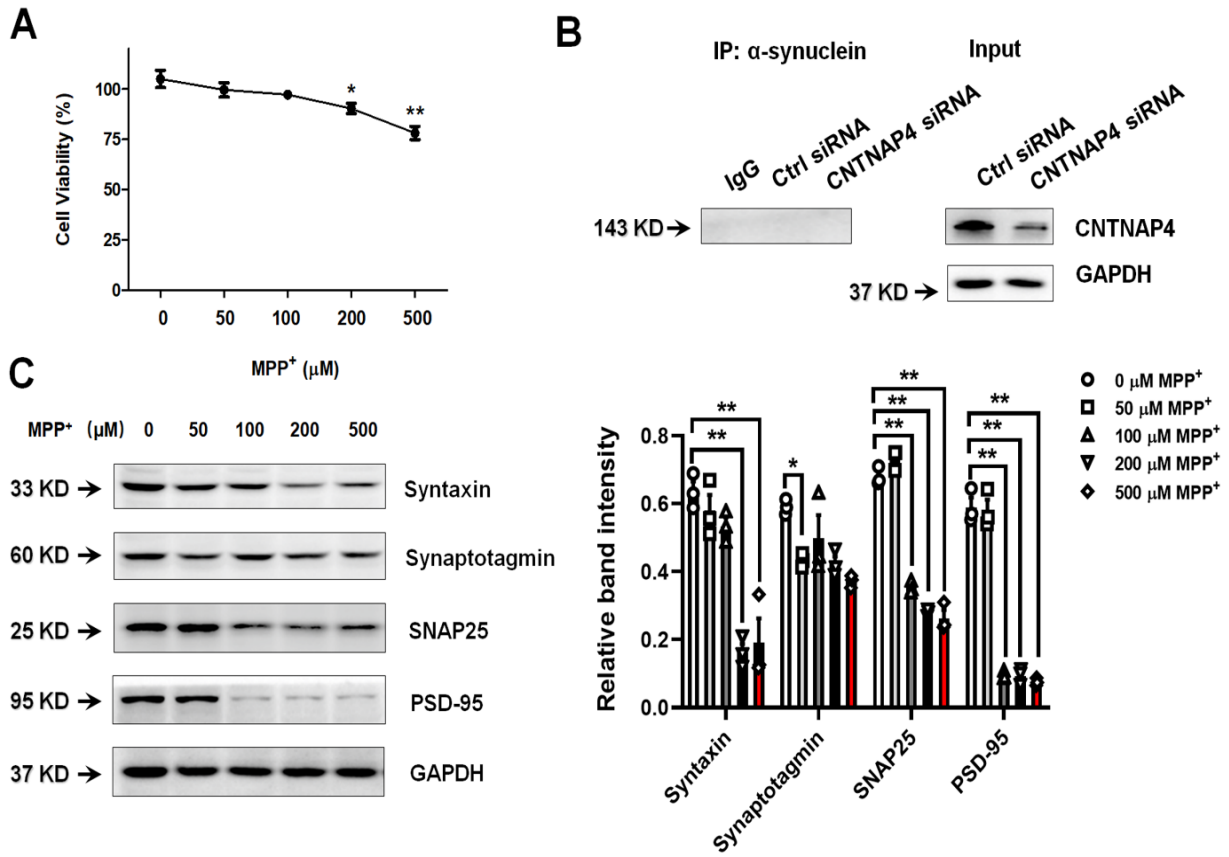 A
Cell Viability (%)
100
*
**
75
50
25
0
0 50 100 200 500
MPP⁺ (μM)
B
IP: α-synuclein Input
IgG Ctrl siRNA CNTNAP4 siRNA Ctrl siRNA CNTNAP4 siRNA
143 KD CNTNAP4
37 KD GAPDH
C
MPP⁺ (μM) 0 50 100 200 500
33 KD Syntaxin
60 KD Synaptotagmin
25 KD SNAP25
95 KD PSD-95
37 KD GAPDH
Relative band intensity
0.8
0.6
0.4
0.2
0.0
**
**
*
**
**
**
**
**
**
Syntaxin Synaptotagmin SNAP25 PSD-95
0 μM MPP⁺
50 μM MPP⁺
100 μM MPP⁺
200 μM MPP⁺
500 μM MPP⁺